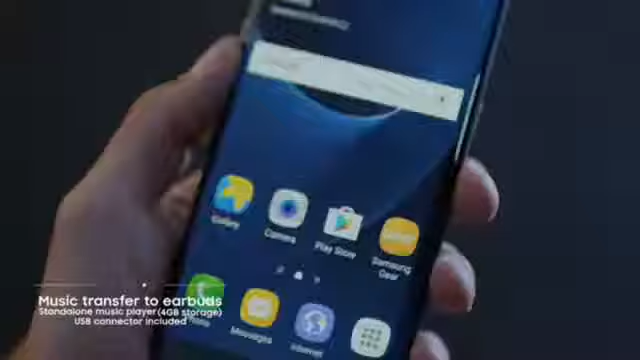 Gallery
Camera
Play Store
Samsung
Gear
Music transfer to earbuds
Standalone music player (4GB storage)
USB connector included
Phone
Messages
Internet